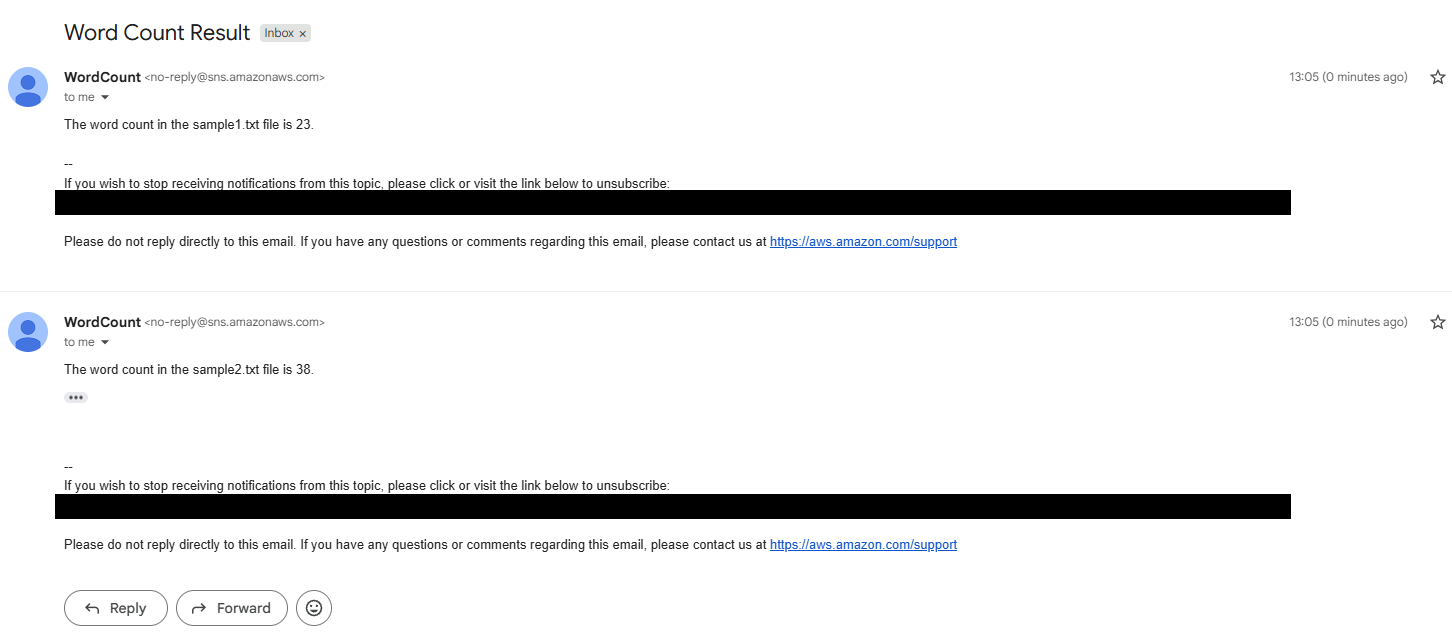 Word Count Result Inbox ×
WordCount <no-reply@sns.amazonaws.com> 13:05 (0 minutes ago)
to me
The word count in the sample1.txt file is 23.
--
If you wish to stop receiving notifications from this topic, please click or visit the link below to unsubscribe:
Please do not reply directly to this email. If you have any questions or comments regarding this email, please contact us at https://aws.amazon.com/support
WordCount <no-reply@sns.amazonaws.com> 13:05 (0 minutes ago)
to me
The word count in the sample2.txt file is 38.
•••
--
If you wish to stop receiving notifications from this topic, please click or visit the link below to unsubscribe:
Please do not reply directly to this email. If you have any questions or comments regarding this email, please contact us at https://aws.amazon.com/support
Reply Forward